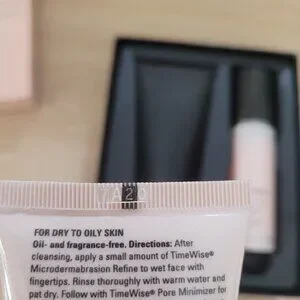 VA20
FOR DRY TO OILY SKIN
Oil- and fragrance-free. Directions: After
cleansing, apply a small amount of TimeWise®
Microdermabrasion Refine to wet face with
fingertips. Rinse thoroughly with warm water and
pat dry. Follow with TimeWise® Pore Minimizer for